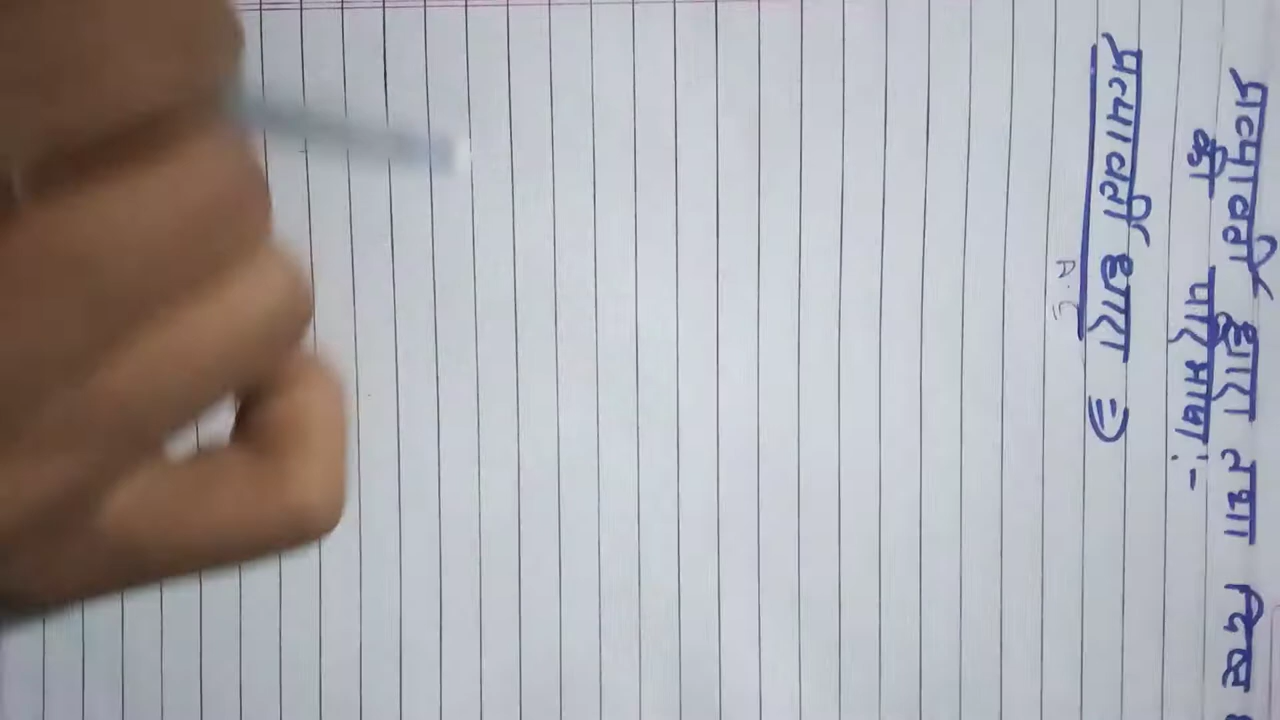 प्रत्यावर्ती धारा तथा दिष्ट
की परिभाषा :-
प्रत्यावर्ती धारा ⇒
A.C